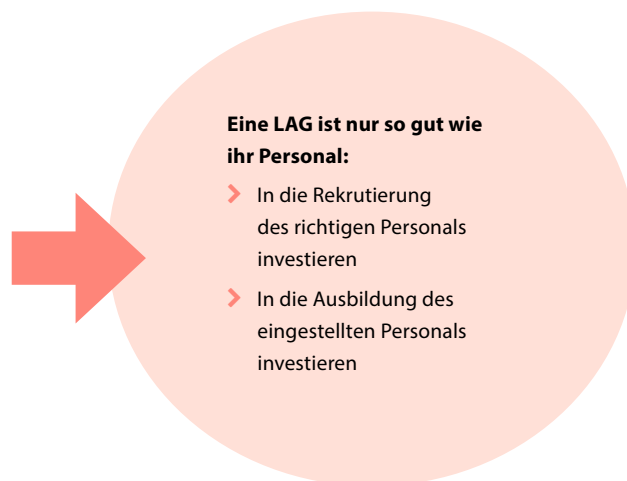 Eine LAG ist nur so gut wie
ihr Personal:
In die Rekrutierung
des richtigen Personals
investieren
In die Ausbildung des
eingestellten Personals
investieren